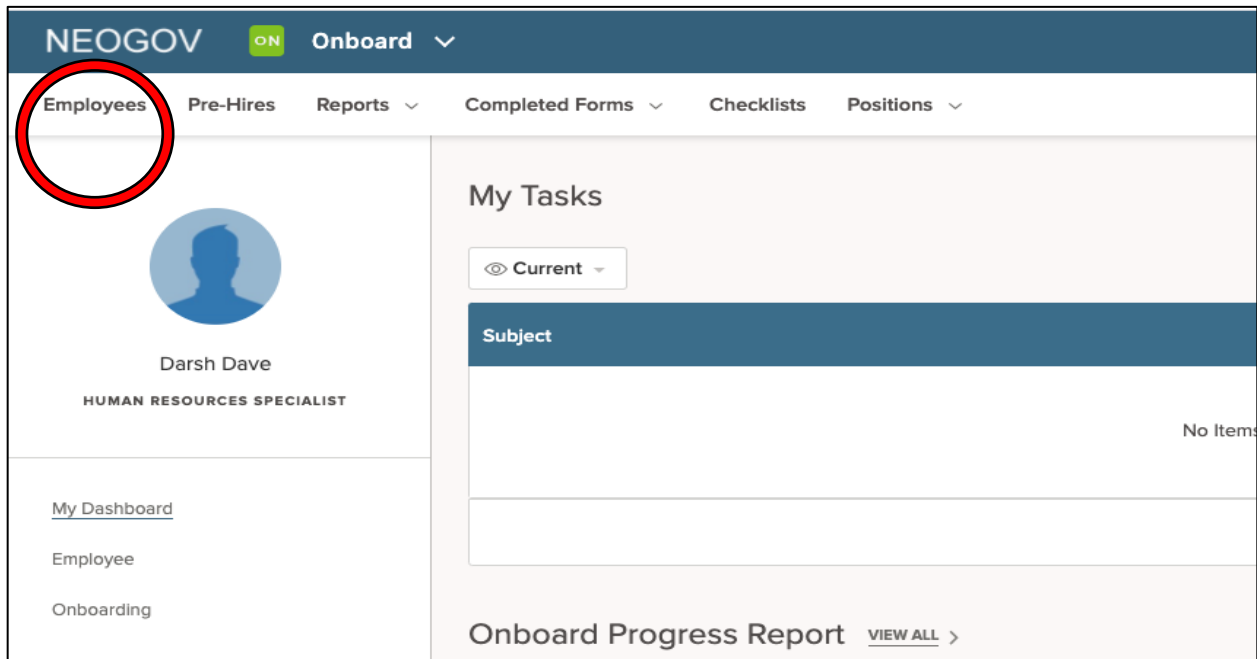 NEOGOV ON Onboard
Employees Pre-Hires Reports Completed Forms Checklists Positions
My Tasks
Current
Subject
Darsh Dave
HUMAN RESOURCES SPECIALIST
No Items
My Dashboard
Employee
Onboarding
Onboard Progress Report VIEW ALL